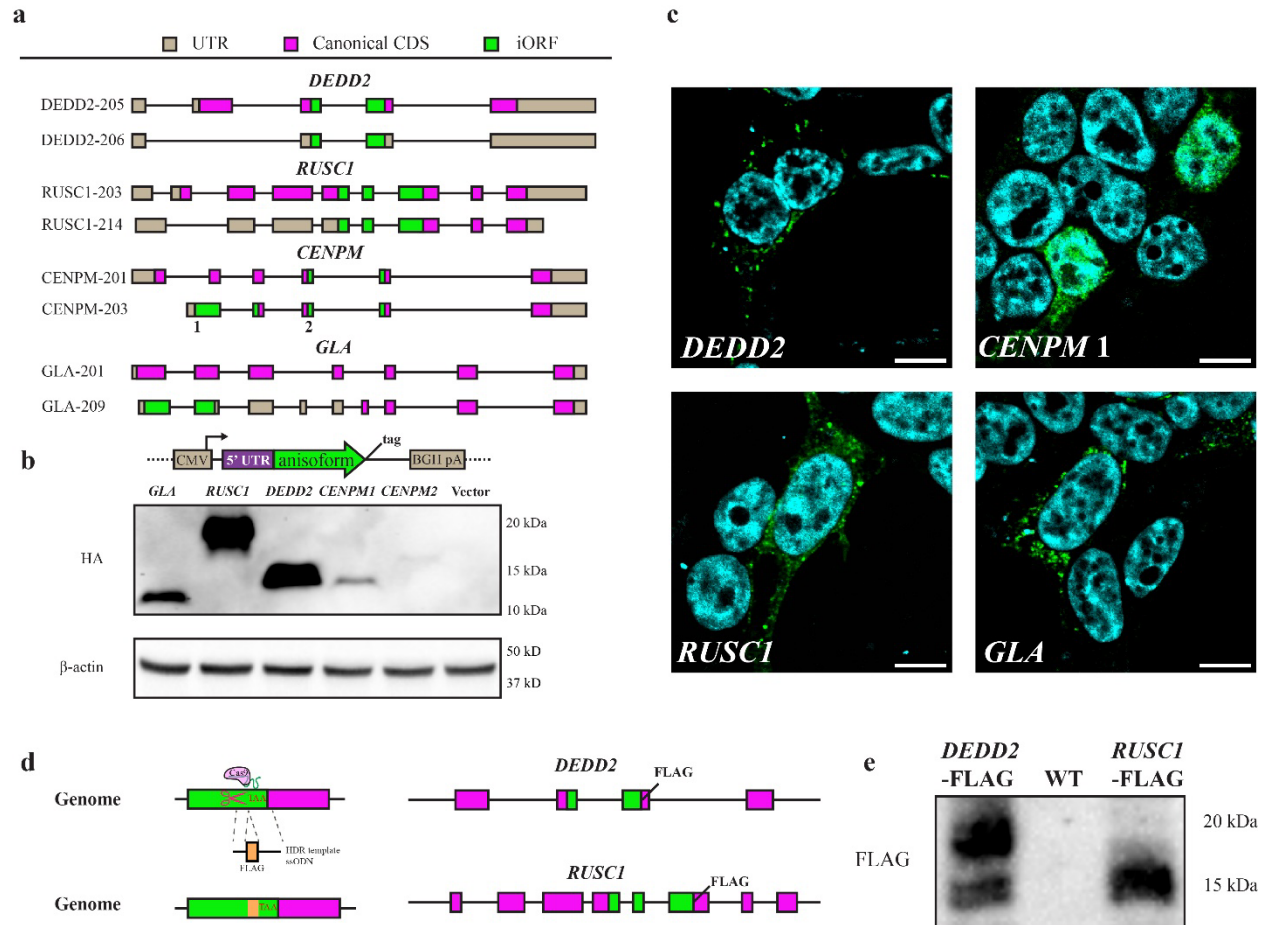 a
UTR Canonical CDS iORF
DEDD2
DEDD2-205
DEDD2-206
RUSC1
RUSC1-203
RUSC1-214
CENPM
CENPM-201
CENPM-203
1 2
GLA
GLA-201
GLA-209
b
tag
CMV 5' UTR anisoform BGH pA
GLA RUSC1 DEDD2 CENPM1 CENPM2 Vector
HA
20 kDa
15 kDa
10 kDa
β-actin
50 kD
37 kD
c
DEDD2
CENPM 1
RUSC1
GLA
d
Cas9
Genome
TAA
HDR template
ssODN
FLAG
Genome
TAA
DEDD2
FLAG
RUSC1
FLAG
e
DEDD2 RUSC1
-FLAG WT -FLAG
FLAG
20 kDa
15 kDa